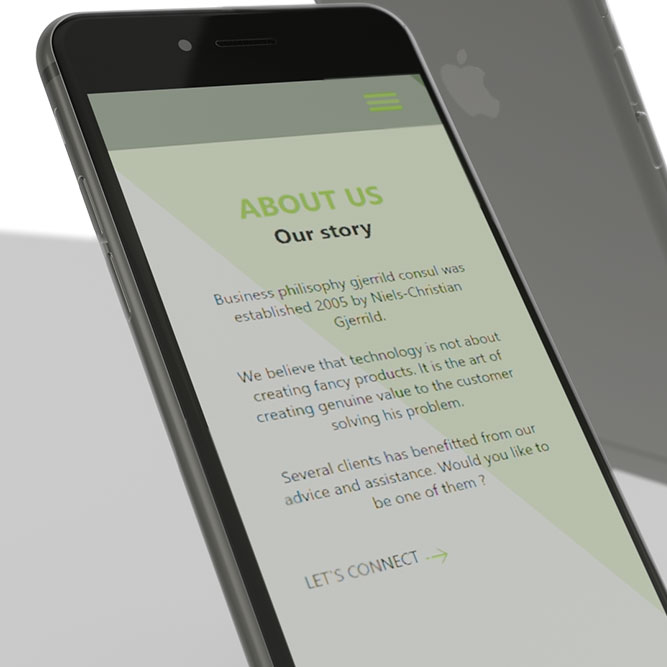 ABOUT US
Our story
Business philisophy gjerrild consul was
established 2005 by Niels-Christian
Gjerrild.
We believe that technology is not about
creating fancy products. It is the art of
creating genuine value to the customer
solving his problem.
Several clients has benefitted from our
advice and assistance. Would you like to
be one of them ?
LET'S CONNECT